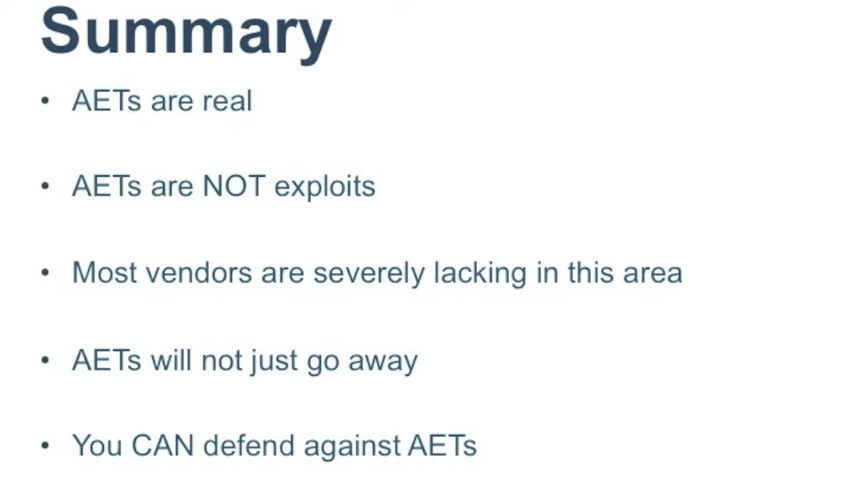 Summary
• AETs are real
• AETs are NOT exploits
• Most vendors are severely lacking in this area
• AETs will not just go away
• You CAN defend against AETs